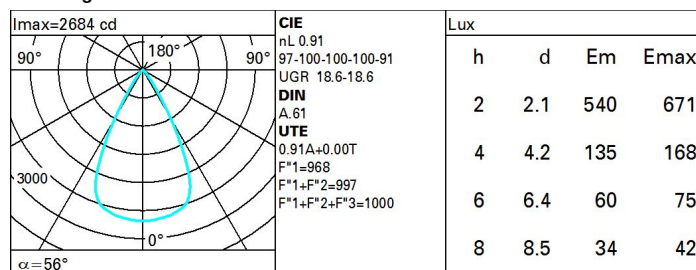 Imax=2684 cd
90°
180°
90°
3000
0°
α=56°
CIE
nL 0.91
97-100-100-100-91
UGR 18.6-18.6
DIN
A.61
UTE
0.91A+0.00T
F"1=968
F"1+F"2=997
F"1+F"2+F"3=1000
Lux
h d Em Emax
2 2.1 540 671
4 4.2 135 168
6 6.4 60 75
8 8.5 34 42